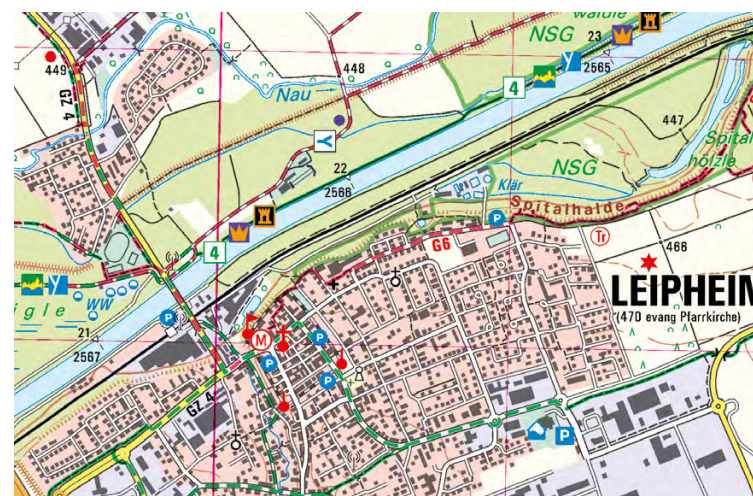 waldle
NSG
23
2565
449
GZ 4
448
Nau
4
447
Spital-
hölzle
22
2566
NSG
Klär
P
Spitalhalde
Tr
466
4
G6
LEIPHEIM
(470 evang Pfarrkirche)
WW
P
igle
21
2567
M
P
P
P
GZ 4
P